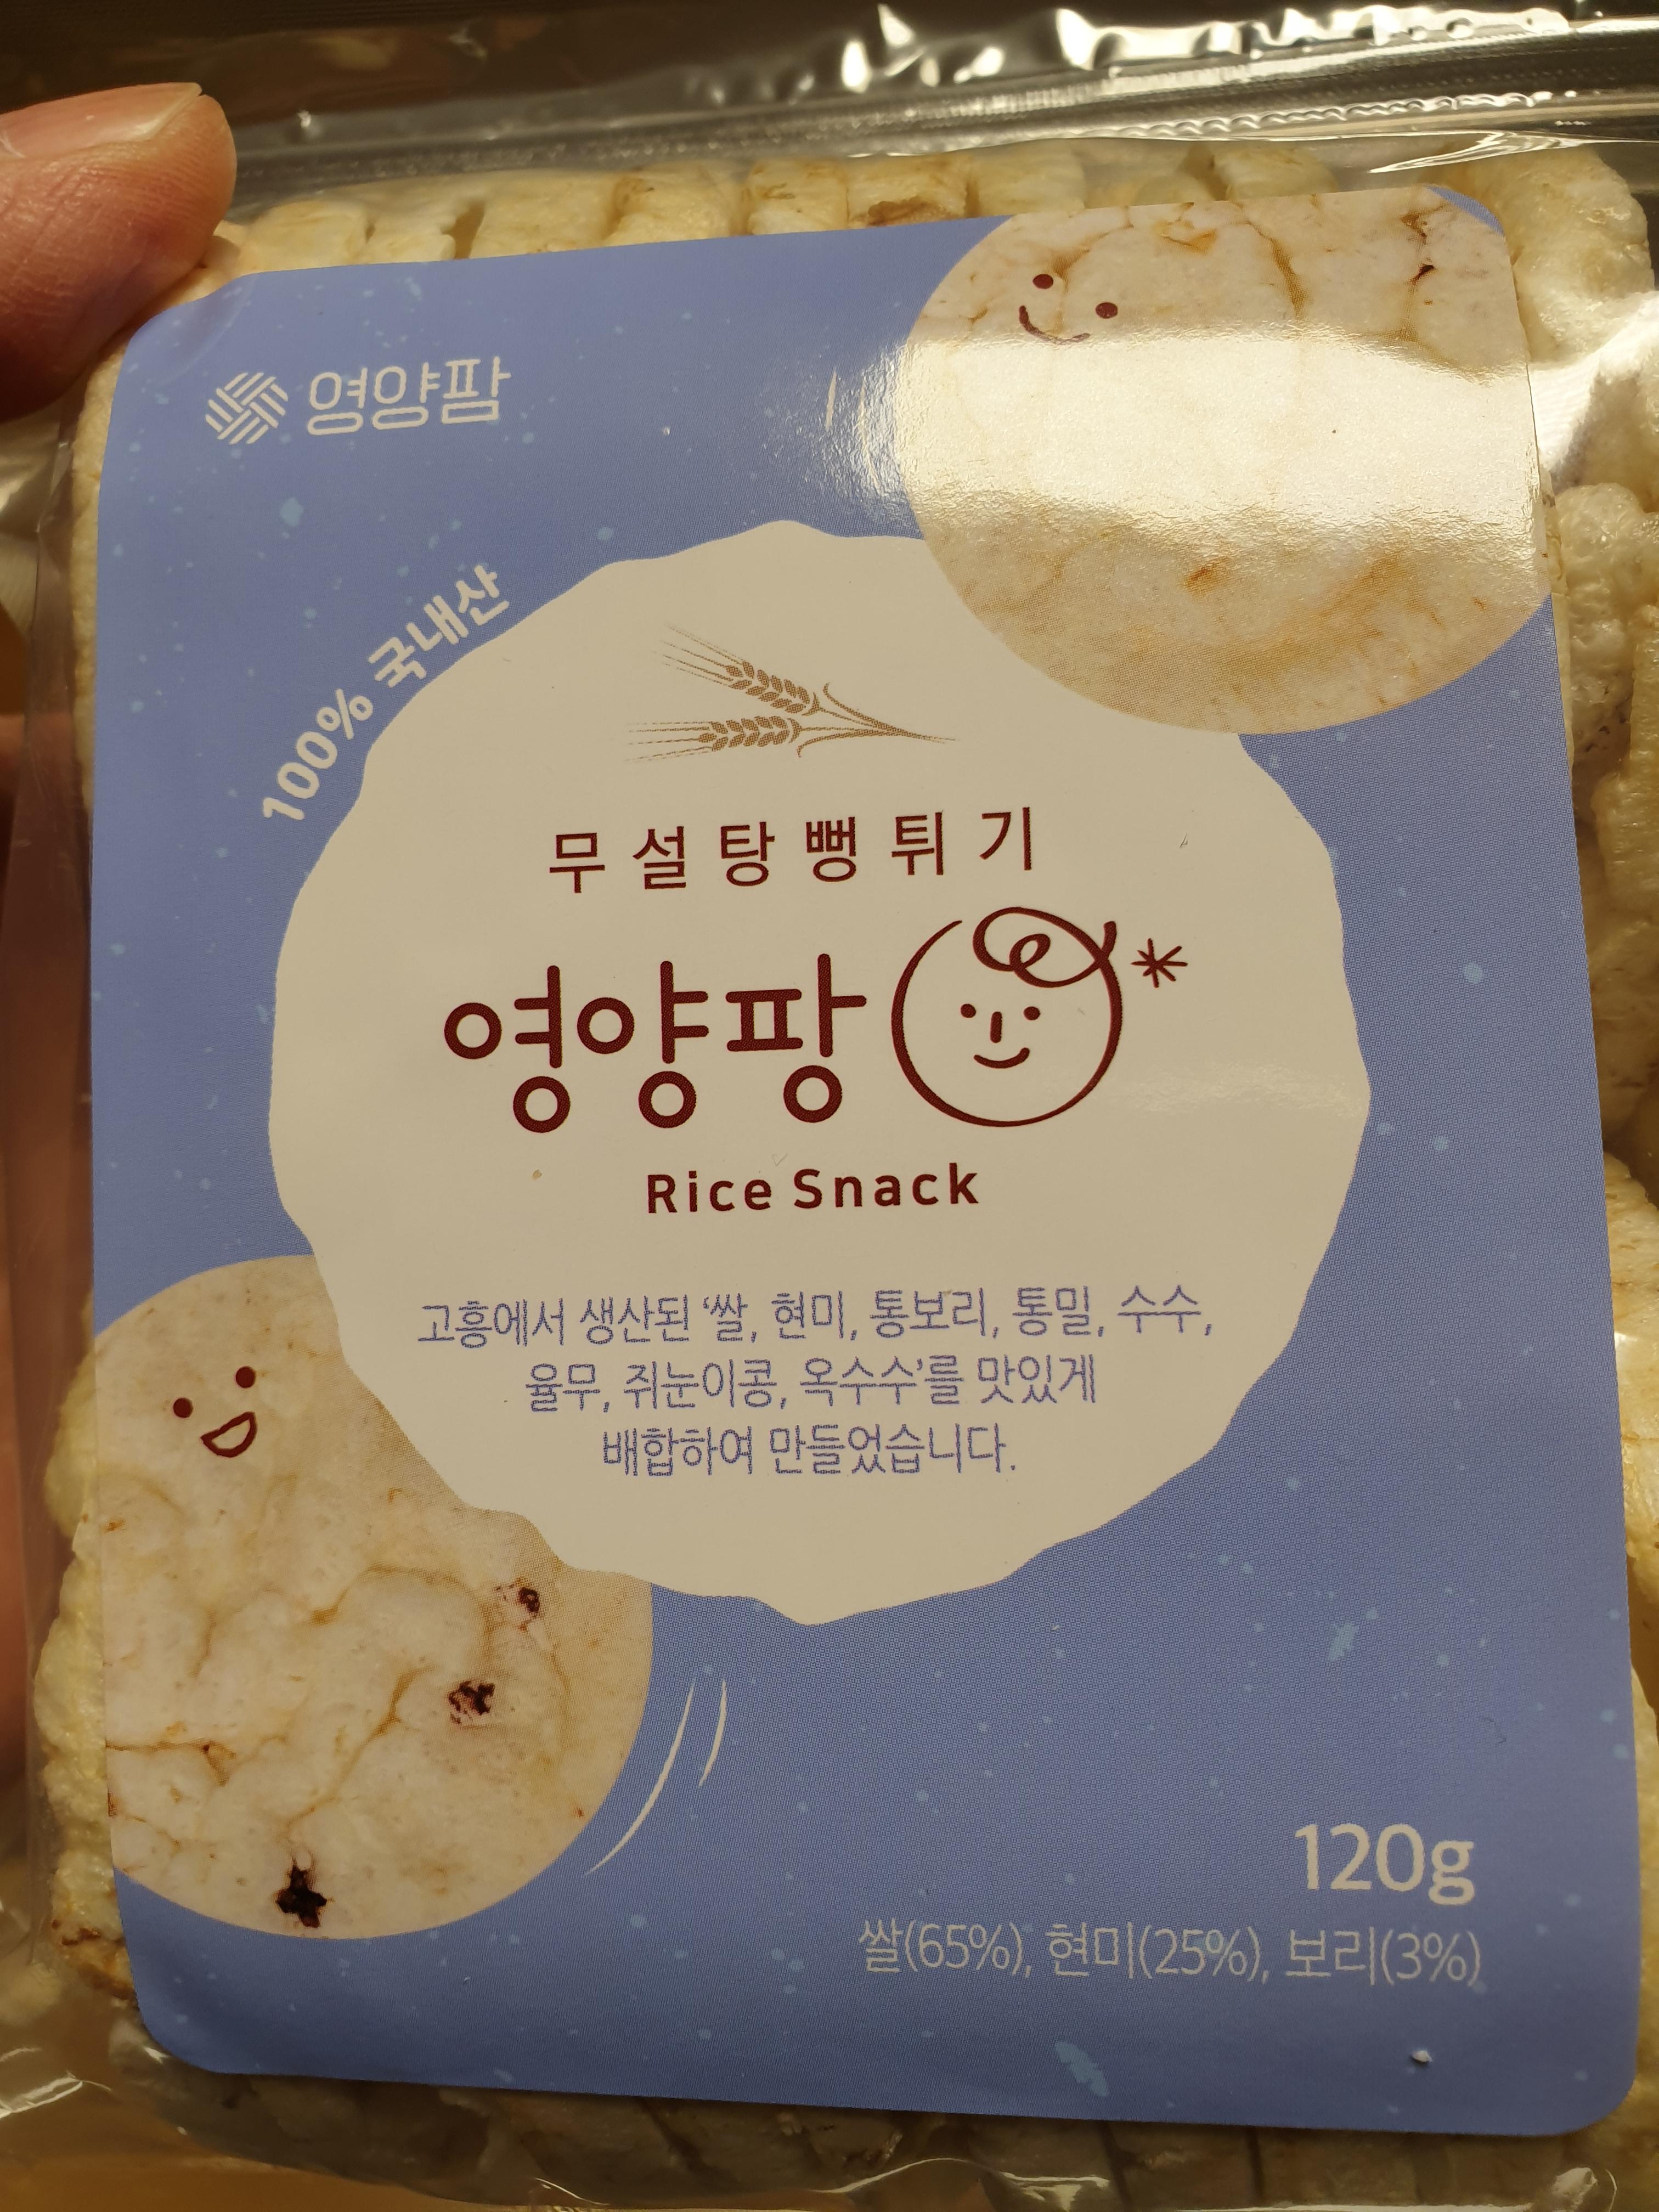 영양팜
100% 국내산
무설탕뻥튀기
영양팡
Rice Snack
고흥에서 생산된 ‘쌀, 현미, 통보리, 통밀, 수수,
율무, 쥐눈이콩, 옥수수’를 맛있게
배합하여 만들었습니다.
120g
쌀(65%), 현미(25%), 보리(3%)